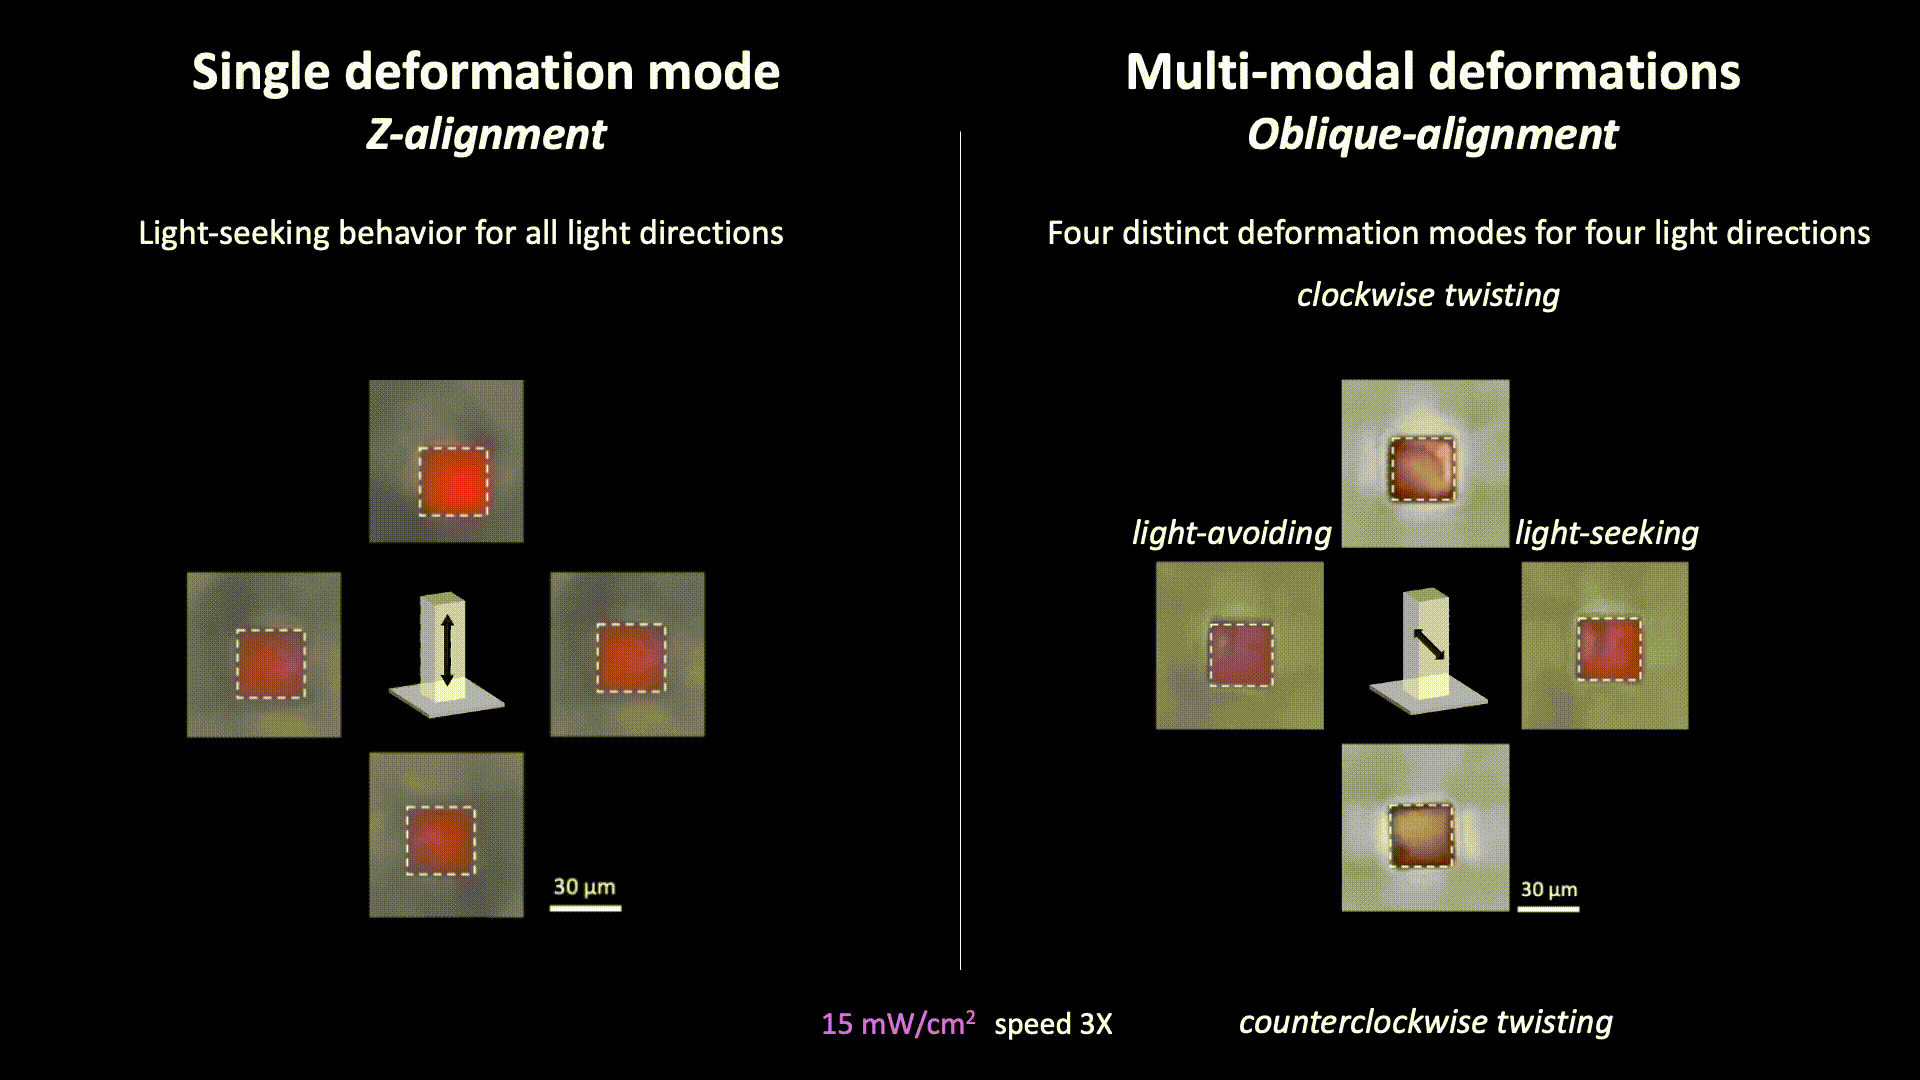 Single deformation mode
Z-alignment
Light-seeking behavior for all light directions
30 μm
Multi-modal deformations
Oblique-alignment
Four distinct deformation modes for four light directions
clockwise twisting
light-avoiding
light-seeking
30 μm
counterclockwise twisting
15 mW/cm² speed 3X